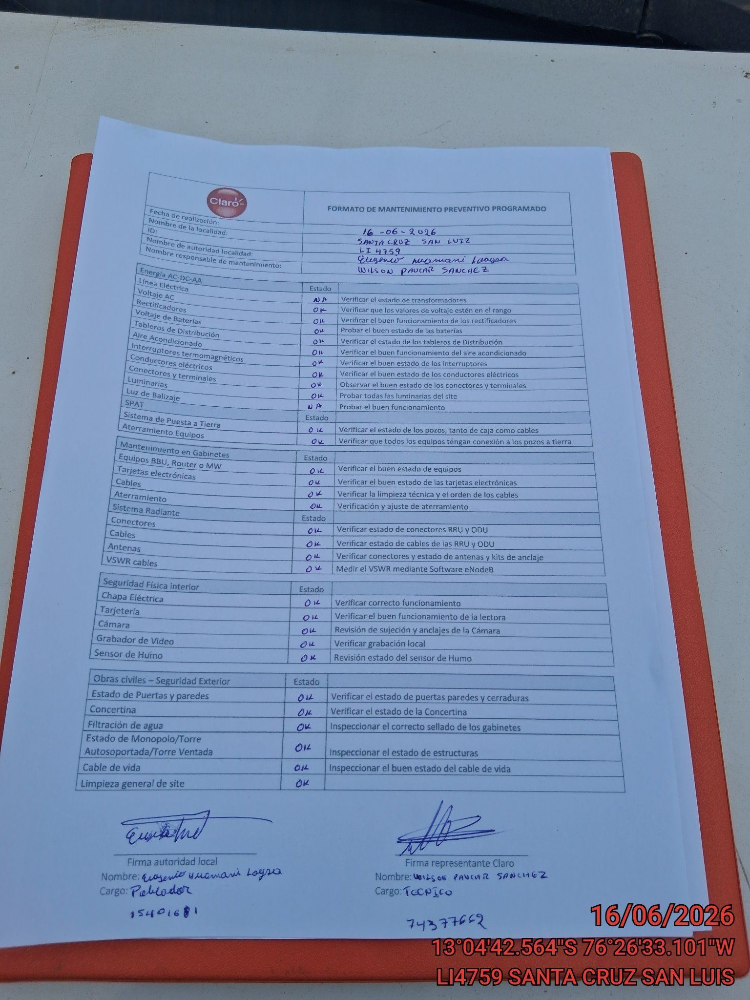 Claro
FORMATO DE MANTENIMIENTO PREVENTIVO PROGRAMADO
Fecha de realización: 16-06-2026
Nombre de la localidad: SANTA CRUZ SAN LUIZ
ID: LI 4759
Nombre de autoridad localidad: Eugenio Huamani Loayza
Nombre responsable de mantenimiento: WILSON PAUCAR SANCHEZ
Energía AC-DC-AA Estado
Línea Eléctrica NA Verificar el estado de transformadores
Voltaje AC OK Verificar que los valores de voltaje estén en el rango
Rectificadores OK Verificar el buen funcionamiento de los rectificadores
Voltaje de Baterías OK Probar el buen estado de las baterías
Tableros de Distribución OK Verificar el estado de los tableros de Distribución
Aire Acondicionado OK Verificar el buen funcionamiento del aire acondicionado
Interruptores termomagnéticos OK Verificar el buen estado de los interruptores
Conductores eléctricos OK Verificar el buen estado de los conductores eléctricos
Conectores y terminales OK Observar el buen estado de los conectores y terminales
Luminarias OK Probar todas las luminarias del site
Luz de Balizaje NA Probar el buen funcionamiento
SPAT Estado
Sistema de Puesta a Tierra OK Verificar el estado de los pozos, tanto de caja como cables
Aterramiento Equipos OK Verificar que todos los equipos tengan conexión a los pozos a tierra
Mantenimiento en Gabinetes Estado
Equipos BBU, Router o MW OK Verificar el buen estado de equipos
Tarjetas electrónicas OK Verificar el buen estado de las tarjetas electrónicas
Cables OK Verificar la limpieza técnica y el orden de los cables
Aterramiento OK Verificación y ajuste de aterramiento
Sistema Radiante Estado
Conectores OK Verificar estado de conectores RRU y ODU
Cables OK Verificar estado de cables de las RRU y ODU
Antenas OK Verificar conectores y estado de antenas y kits de anclaje
VSWR cables OK Medir el VSWR mediante Software eNodeB
Seguridad Física interior Estado
Chapa Eléctrica OK Verificar correcto funcionamiento
Tarjetería OK Verificar el buen funcionamiento de la lectora
Cámara OK Revisión de sujeción y anclajes de la Cámara
Grabador de Video OK Verificar grabación local
Sensor de Humo OK Revisión estado del sensor de Humo
Obras civiles – Seguridad Exterior Estado
Estado de Puertas y paredes OK Verificar el estado de puertas paredes y cerraduras
Concertina OK Verificar el estado de la Concertina
Filtración de agua OK Inspeccionar el correcto sellado de los gabinetes
Estado de Monopolo/Torre
Autosoportada/Torre Ventada OK Inspeccionar el estado de estructuras
Cable de vida OK Inspeccionar el buen estado del cable de vida
Limpieza general de site OK
Firma autoridad local Firma representante Claro
Nombre: Eugenio Huamani Loayza Nombre: WILSON PAUCAR SANCHEZ
Cargo: Poblador Cargo: TECNICO
74377662
16/06/2026
13°04'42.564"S 76°26'33.101"W
LI4759 SANTA CRUZ SAN LUIS